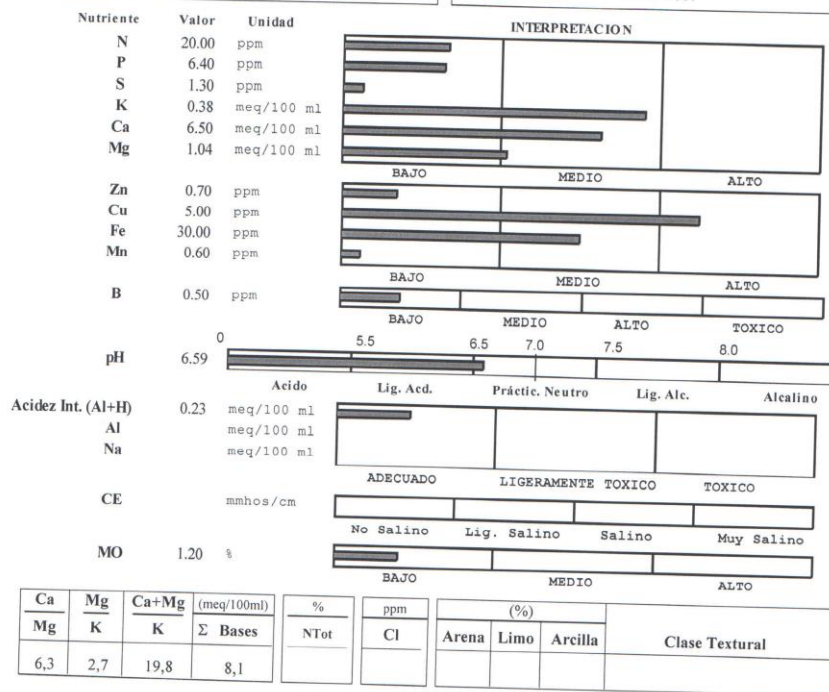 Nutriente Valor Unidad INTERPRETACION
N 20.00 ppm
P 6.40 ppm
S 1.30 ppm
K 0.38 meq/100 ml
Ca 6.50 meq/100 ml
Mg 1.04 meq/100 ml
BAJO MEDIO ALTO
Zn 0.70 ppm
Cu 5.00 ppm
Fe 30.00 ppm
Mn 0.60 ppm
BAJO MEDIO ALTO
B 0.50 ppm
BAJO MEDIO ALTO TOXICO
0 5.5 6.5 7.0 7.5 8.0
pH 6.59
Acido Lig. Acd. Práctic. Neutro Lig. Alc. Alcalino
Acidez Int. (Al+H) 0.23 meq/100 ml
Al meq/100 ml
Na meq/100 ml
ADECUADO LIGERAMENTE TOXICO TOXICO
CE mmhos/cm
No Salino Lig. Salino Salino Muy Salino
MO 1.20 %
BAJO MEDIO ALTO
Ca Mg Ca+Mg (meq/100ml) % ppm (%)
Mg K K Σ Bases NTot Cl Arena Limo Arcilla Clase Textural
6,3 2,7 19,8 8,1